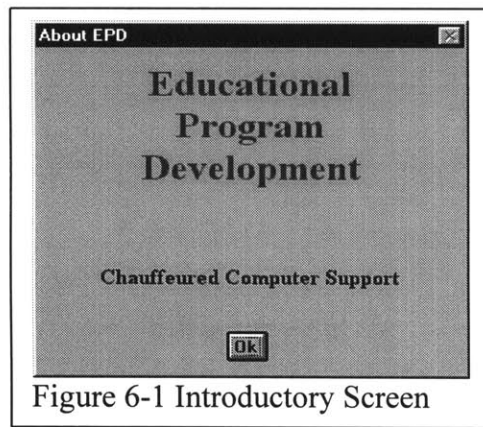 About EPD
Educational
Program
Development
Chauffeured Computer Support
Ok
Figure 6-1 Introductory Screen